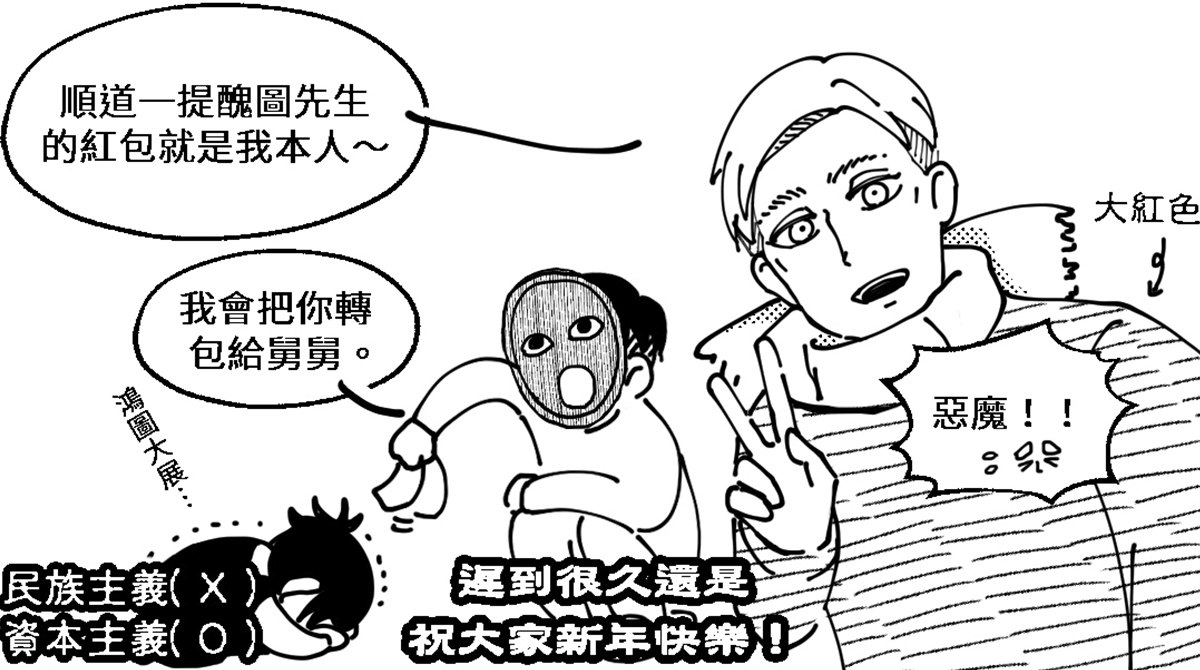 順道一提醜圖先生
的紅包就是我本人～
大紅色
我會把你轉
包給舅舅。
惡魔！！
鴻圖大展…
民族主義( X )
資本主義( O )
遲到很久還是
祝大家新年快樂！